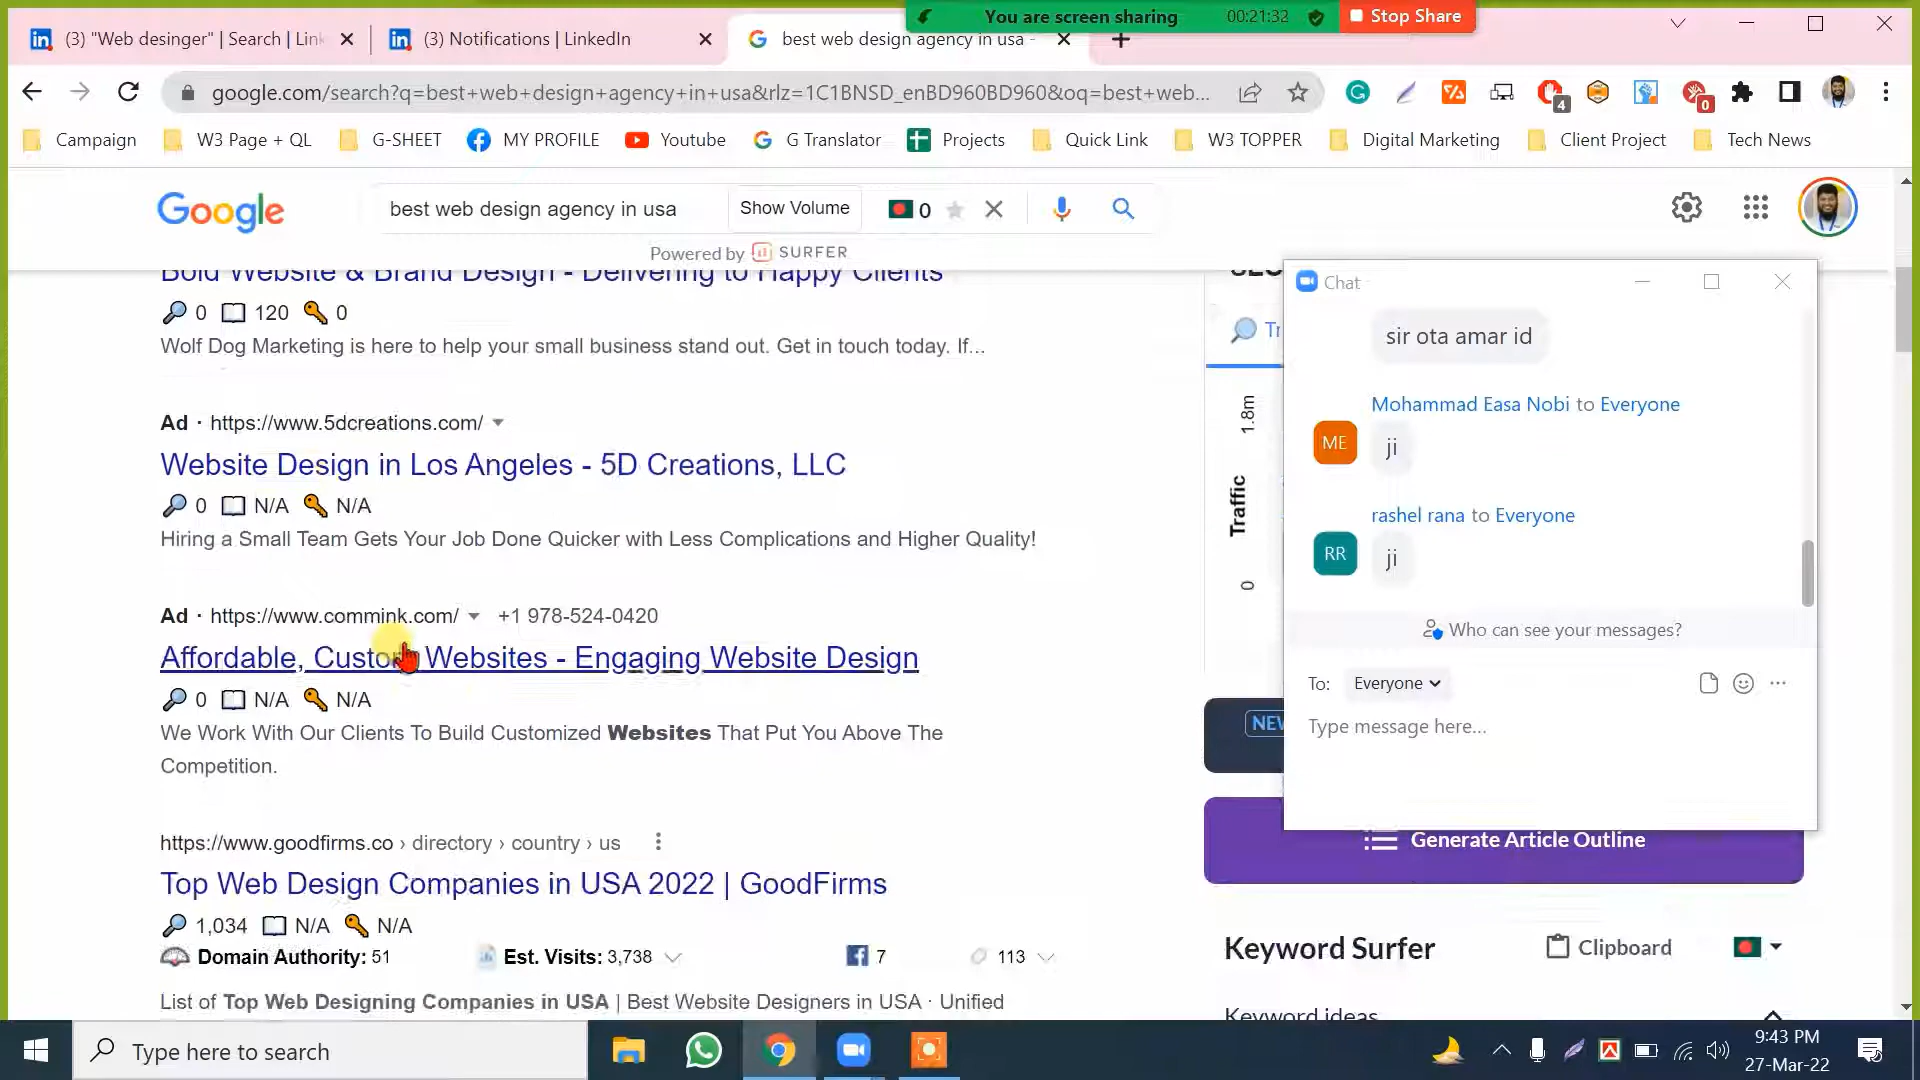 You are screen sharing
00:21:32
Stop Share
(3) "Web desinger" | Search | Link
(3) Notifications | LinkedIn
best web design agency in usa -
google.com/search?q=best+web+design+agency+in+usa&rlz=1C1BNSD_enBD960BD960&oq=best+web...
4
0
Campaign
W3 Page + QL
G-SHEET
MY PROFILE
Youtube
G Translator
Projects
Quick Link
W3 TOPPER
Digital Marketing
Client Project
Tech News
Google
best web design agency in usa
Show Volume
0
Powered by SURFER
Bold Website & Brand Design - Delivering to Happy Clients
0 120 0
Wolf Dog Marketing is here to help your small business stand out. Get in touch today. If...
Ad · https://www.5dcreations.com/
Website Design in Los Angeles - 5D Creations, LLC
0 N/A N/A
Hiring a Small Team Gets Your Job Done Quicker with Less Complications and Higher Quality!
Ad · https://www.commink.com/ +1 978-524-0420
Affordable, Custom Websites - Engaging Website Design
0 N/A N/A
We Work With Our Clients To Build Customized Websites That Put You Above The
Competition.
https://www.goodfirms.co › directory › country › us
Top Web Design Companies in USA 2022 | GoodFirms
1,034 N/A N/A
Domain Authority: 51 Est. Visits: 3,738 7 113
List of Top Web Designing Companies in USA | Best Website Designers in USA · Unified
Tr
1.8m
Traffic
0
NEW
Generate Article Outline
Keyword Surfer
Clipboard
Keyword ideas
Chat
sir ota amar id
Mohammad Easa Nobi to Everyone
ME
ji
rashel rana to Everyone
RR
ji
Who can see your messages?
To: Everyone
Type message here...
Type here to search
9:43 PM
27-Mar-22